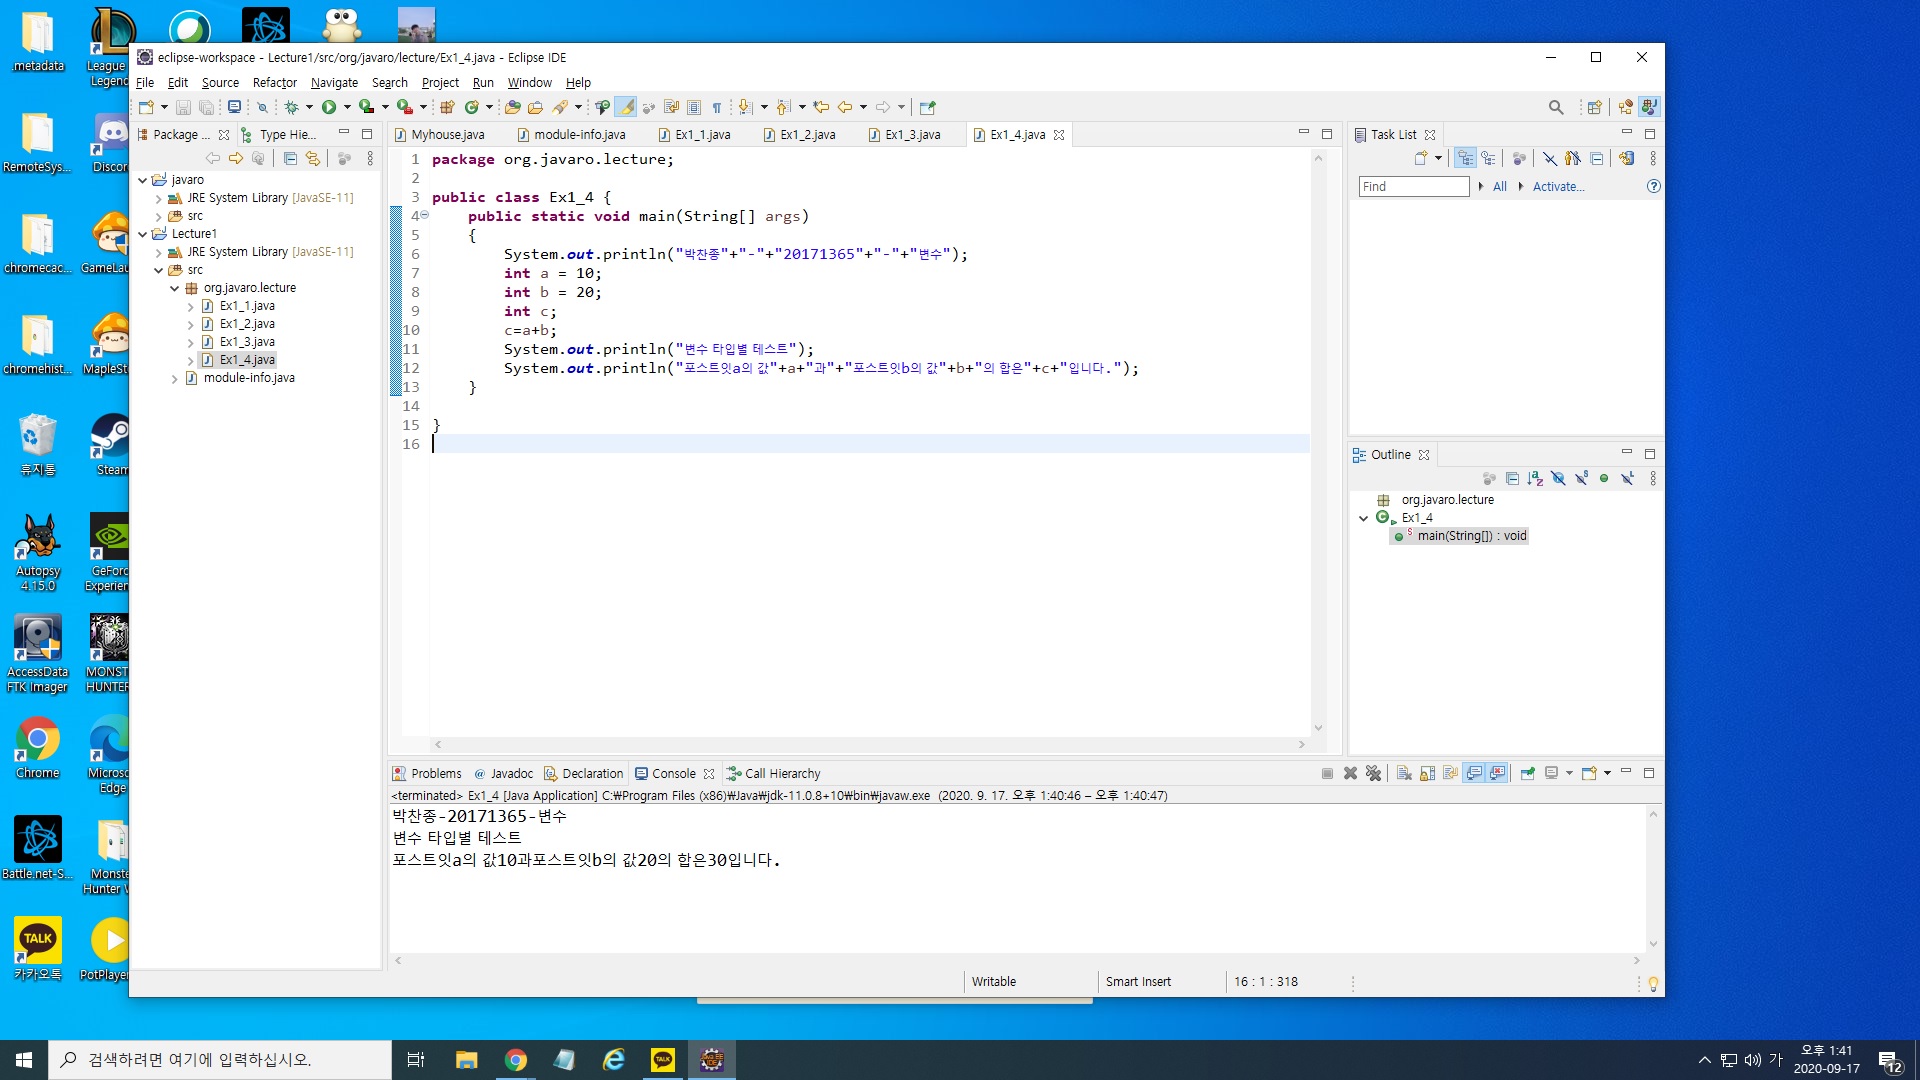 .metadata
League
Legend
RemoteSys...
Discord
chromecac...
GameLau
chromehist...
MapleSto
휴지통
Steam
Autopsy
4.15.0
GeForc
Experien
AccessData
FTK Imager
MONST
HUNTER
Chrome
Microso
Edge
Battle.net-S...
Monste
Hunter W
TALK
카카오톡
PotPlayer
eclipse-workspace - Lecture1/src/org/javaro/lecture/Ex1_4.java - Eclipse IDE
File Edit Source Refactor Navigate Search Project Run Window Help
Package ... Type Hie...
javaro
JRE System Library [JavaSE-11]
src
Lecture1
JRE System Library [JavaSE-11]
src
org.javaro.lecture
Ex1_1.java
Ex1_2.java
Ex1_3.java
Ex1_4.java
module-info.java
Myhouse.java module-info.java Ex1_1.java Ex1_2.java Ex1_3.java Ex1_4.java
1 package org.javaro.lecture;
2
3 public class Ex1_4 {
4 public static void main(String[] args)
5 {
6 System.out.println("박찬종"+"-"+"20171365"+"-"+"변수");
7 int a = 10;
8 int b = 20;
9 int c;
10 c=a+b;
11 System.out.println("변수 타입별 테스트");
12 System.out.println("포스트잇a의 값"+a+"과"+"포스트잇b의 값"+b+"의 합은"+c+"입니다.");
13 }
14
15 }
16
Task List
Find All Activate...
Outline
org.javaro.lecture
Ex1_4
main(String[]) : void
Problems @ Javadoc Declaration Console Call Hierarchy
<terminated> Ex1_4 [Java Application] C:₩Program Files (x86)₩Java₩jdk-11.0.8+10₩bin₩javaw.exe (2020. 9. 17. 오후 1:40:46 – 오후 1:40:47)
박찬종-20171365-변수
변수 타입별 테스트
포스트잇a의 값10과포스트잇b의 값20의 합은30입니다.
Writable Smart Insert 16 : 1 : 318
검색하려면 여기에 입력하십시오.
TALK
Java EE
IDE
가
오후 1:41
2020-09-17
12